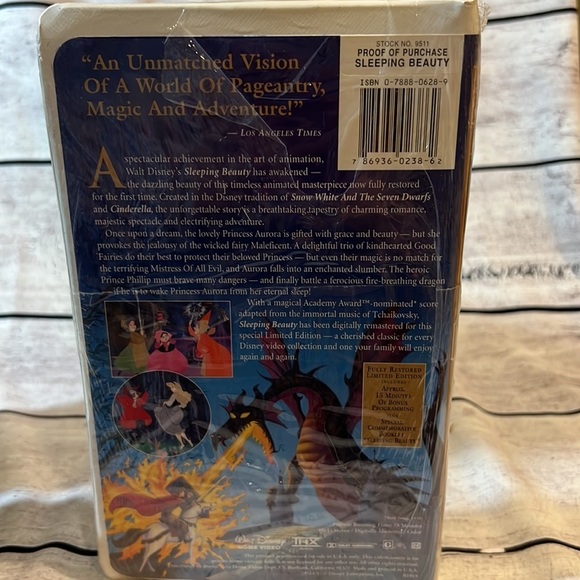 "An Unmatched Vision
Of A World Of Pageantry,
Magic And Adventure!"
— Los Angeles Times
STOCK NO. 9511
PROOF OF PURCHASE
SLEEPING BEAUTY
ISBN 0-7888-0628-9
7 86936 0238-6 2
A spectacular achievement in the art of animation,
Walt Disney's Sleeping Beauty has awakened —
the dazzling beauty of this timeless animated masterpiece now fully restored
for the first time. Created in the Disney tradition of Snow White And The Seven Dwarfs
and Cinderella, the unforgettable story is a breathtaking tapestry of charming romance,
majestic spectacle and electrifying adventure.
Once upon a dream, the lovely Princess Aurora is gifted with grace and beauty — but she
provokes the jealousy of the wicked fairy Maleficent. A delightful trio of kindhearted Good
Fairies do their best to protect their beloved Princess — but even their magic is no match for
the terrifying Mistress Of All Evil, and Aurora falls into an enchanted slumber. The heroic
Prince Phillip must brave many dangers — and finally battle a ferocious fire-breathing dragon
— if he is to wake Princess Aurora from her eternal sleep!
With a magical Academy Award™-nominated* score
adapted from the immortal music of Tchaikovsky,
Sleeping Beauty has been digitally remastered for this
special Limited Edition — a cherished classic for every
Disney video collection and one your family will enjoy
again and again.
Fully Restored
Limited Edition
Includes
Approx.
15 Minutes
Of Bonus
Programming
Special
Commemorative
Booklet
"Sleeping Beauty"
Walt Disney
HOME VIDEO
THX